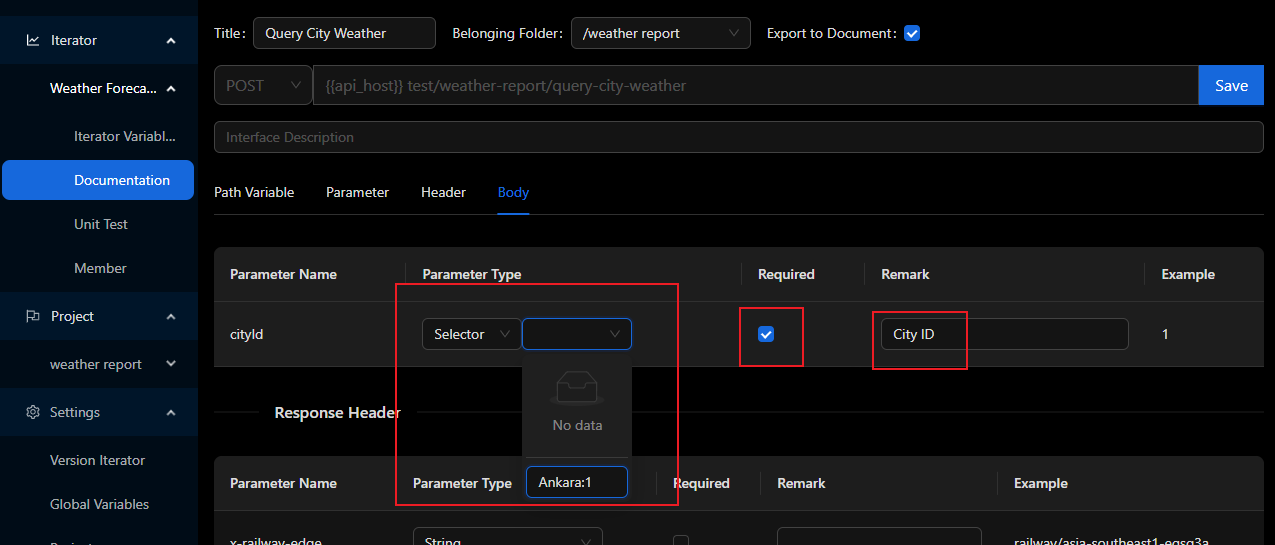 Iterator
Weather Foreca...
Iterator Variabl...
Documentation
Unit Test
Member
Project
weather report
Settings
Version Iterator
Global Variables
Title: Query City Weather Belonging Folder: /weather report Export to Document:
POST {{api_host}} test/weather-report/query-city-weather Save
Interface Description
Path Variable Parameter Header Body
Parameter Name Parameter Type Required Remark Example
cityId Selector City ID 1
No data
Ankara:1
Response Header
Parameter Name Parameter Type Required Remark Example
x-railway-edge String railway/asia-southeast1-eqsg3a